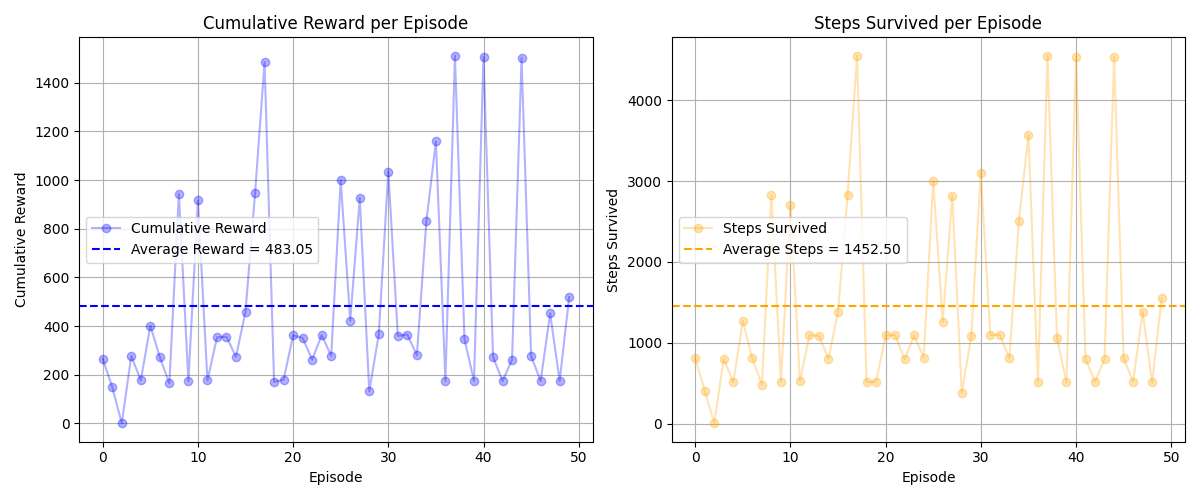 Cumulative Reward per Episode
Cumulative Reward
1400
1200
1000
800
600
400
200
0
Cumulative Reward
Average Reward = 483.05
0 10 20 30 40 50
Episode
Steps Survived per Episode
Steps Survived
4000
3000
2000
1000
0
Steps Survived
Average Steps = 1452.50
0 10 20 30 40 50
Episode